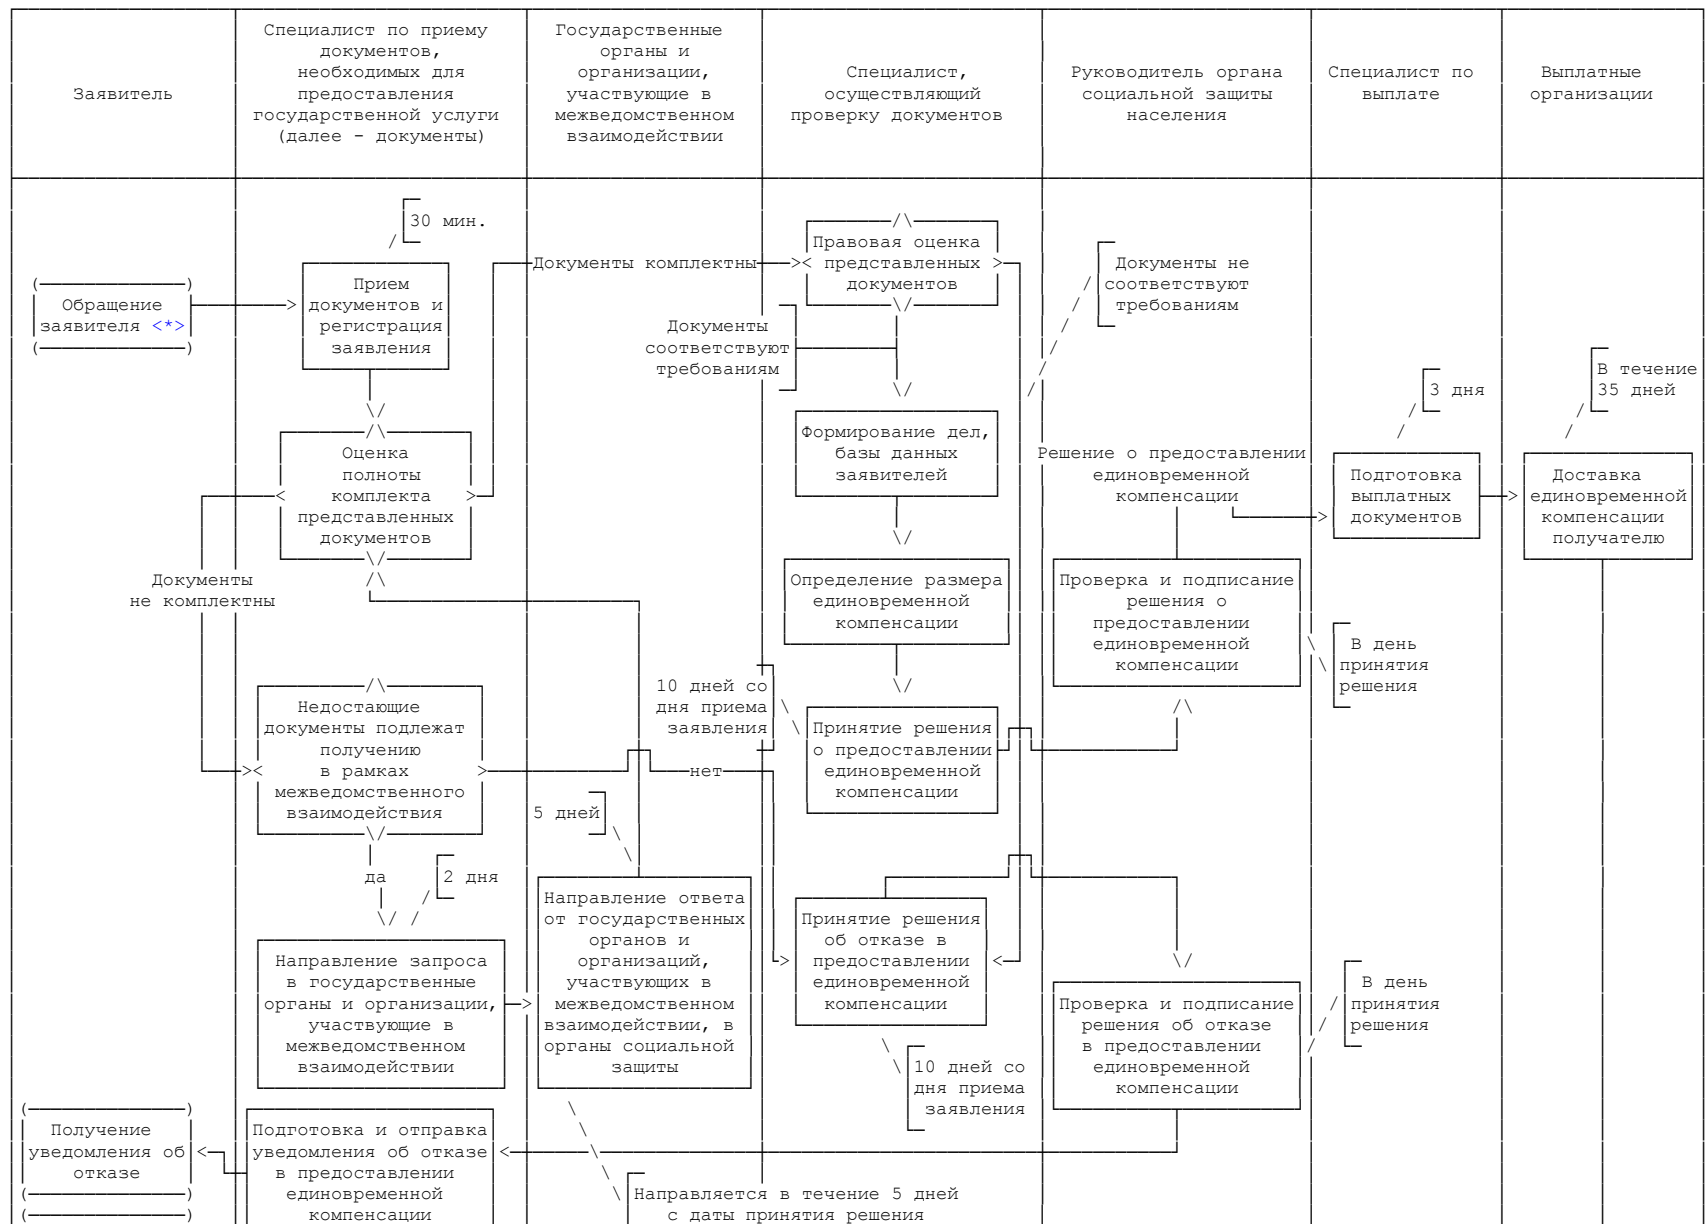 Заявитель
Специалист по приему
документов,
необходимых для
предоставления
государственной услуги
(далее - документы)
Государственные
органы и
организации,
участвующие в
межведомственном
взаимодействии
Специалист,
осуществляющий
проверку документов
Руководитель органа
социальной защиты
населения
Специалист по
выплате
Выплатные
организации
30 мин.
Обращение
заявителя <*>
Прием
документов и
регистрация
заявления
Документы комплектны
Правовая оценка
представленных
документов
Документы не
соответствуют
требованиям
Документы
соответствуют
требованиям
3 дня
В течение
35 дней
Оценка
полноты
комплекта
представленных
документов
Формирование дел,
базы данных
заявителей
Решение о предоставлении
единовременной
компенсации
Подготовка
выплатных
документов
Доставка
единовременной
компенсации
получателю
Документы
не комплектны
Определение размера
единовременной
компенсации
Проверка и подписание
решения о
предоставлении
единовременной
компенсации
В день
принятия
решения
Недостающие
документы подлежат
получению
в рамках
межведомственного
взаимодействия
10 дней со
дня приема
заявления
Принятие решения
о предоставлении
единовременной
компенсации
нет
5 дней
да
2 дня
Направление запроса
в государственные
органы и организации,
участвующие в
межведомственном
взаимодействии
Направление ответа
от государственных
органов и
организаций,
участвующих в
межведомственном
взаимодействии, в
органы социальной
защиты
Принятие решения
об отказе в
предоставлении
единовременной
компенсации
10 дней со
дня приема
заявления
Проверка и подписание
решения об отказе
в предоставлении
единовременной
компенсации
В день
принятия
решения
Получение
уведомления об
отказе
Подготовка и отправка
уведомления об отказе
в предоставлении
единовременной
компенсации
Направляется в течение 5 дней
с даты принятия решения